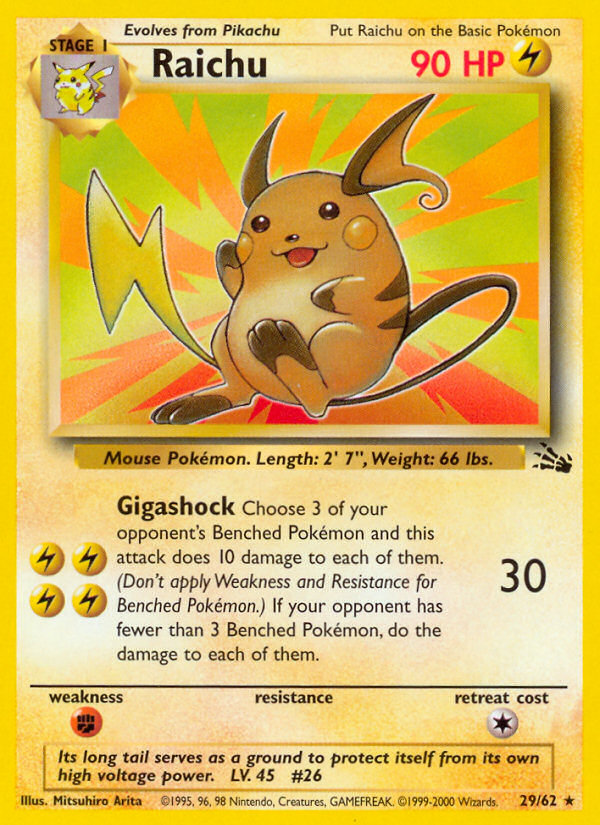 Evolves from Pikachu
Put Raichu on the Basic Pokémon
STAGE 1
Raichu
90 HP
Mouse Pokémon. Length: 2' 7", Weight: 66 lbs.
Gigashock Choose 3 of your
opponent's Benched Pokémon and this
attack does 10 damage to each of them.
(Don't apply Weakness and Resistance for
Benched Pokémon.) If your opponent has
fewer than 3 Benched Pokémon, do the
damage to each of them.
30
weakness
resistance
retreat cost
Its long tail serves as a ground to protect itself from its own
high voltage power. LV. 45 #26
Illus. Mitsuhiro Arita ©1995, 96, 98 Nintendo, Creatures, GAMEFREAK. ©1999-2000 Wizards. 29/62 ★